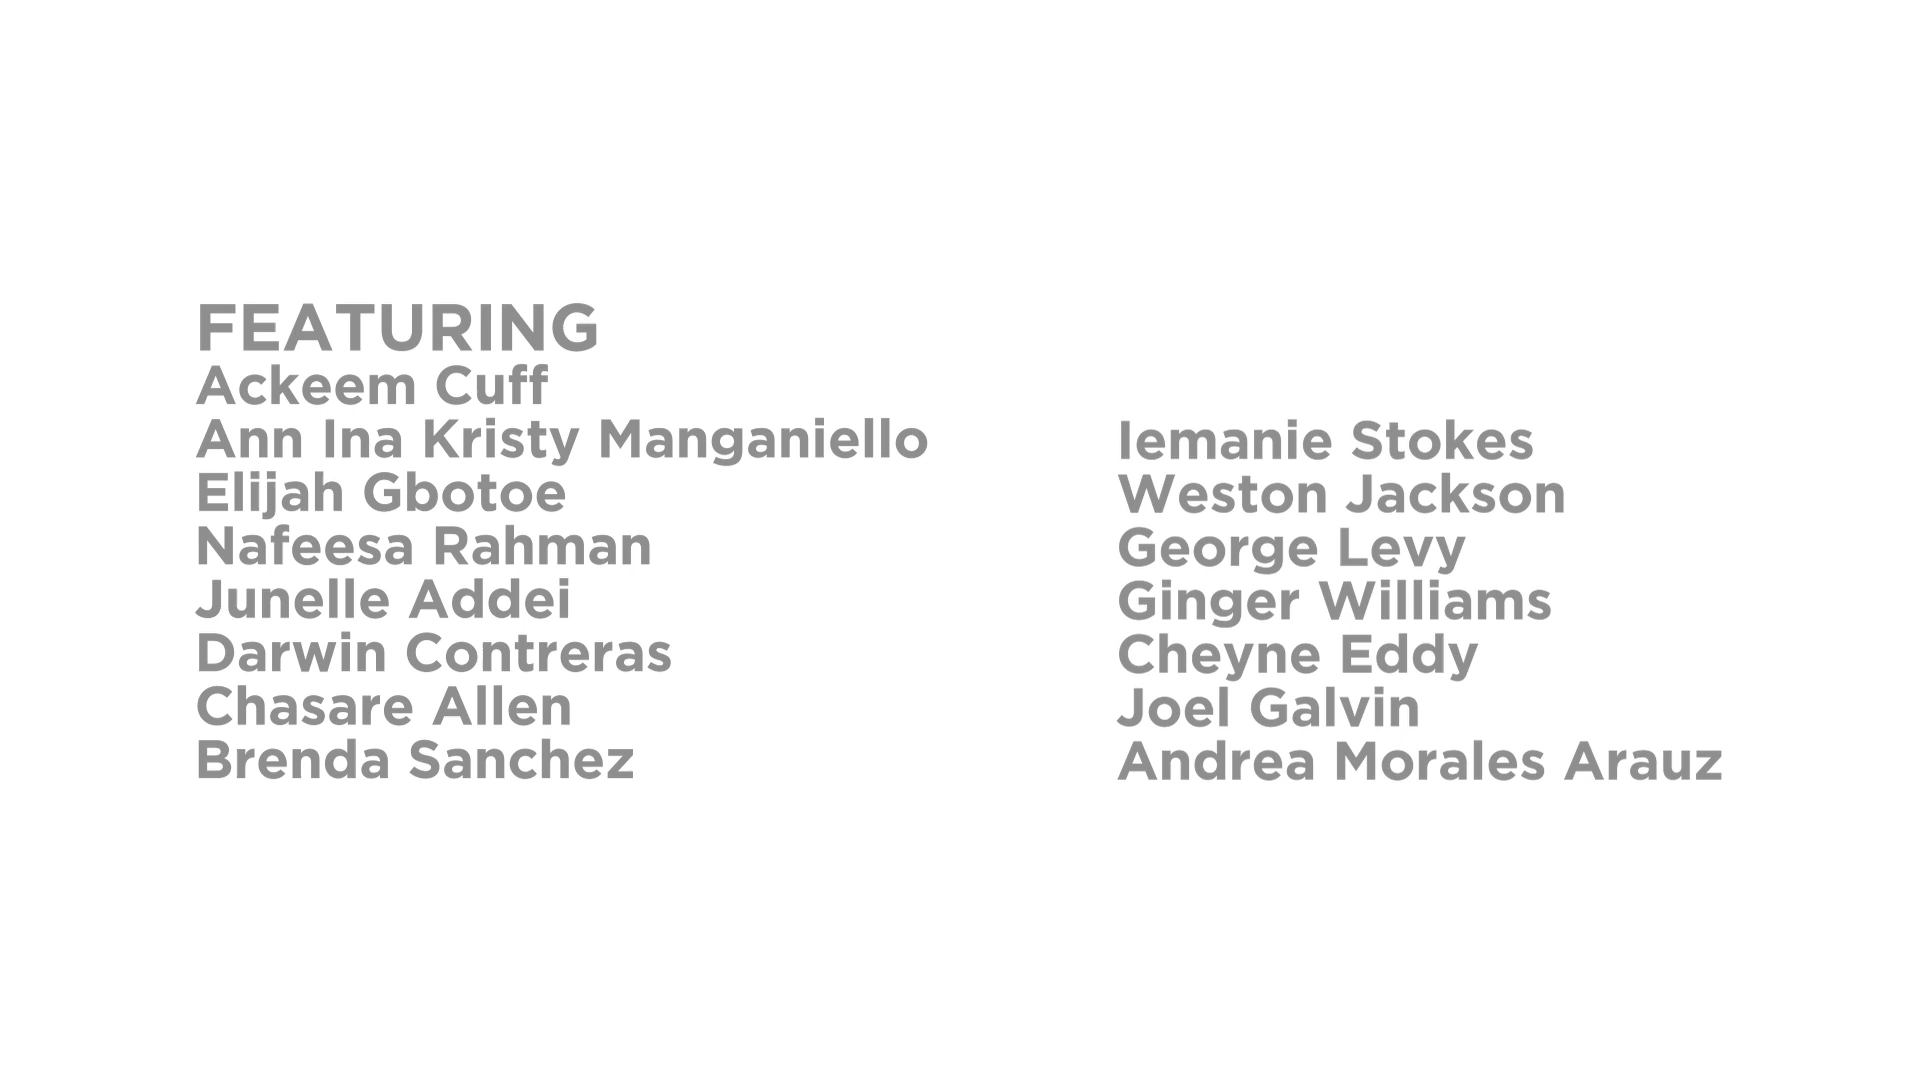 FEATURING
Ackeem Cuff
Ann Ina Kristy Manganiello
Elijah Gbotoe
Nafeesa Rahman
Junelle Addei
Darwin Contreras
Chasare Allen
Brenda Sanchez
Iemanie Stokes
Weston Jackson
George Levy
Ginger Williams
Cheyne Eddy
Joel Galvin
Andrea Morales Arauz